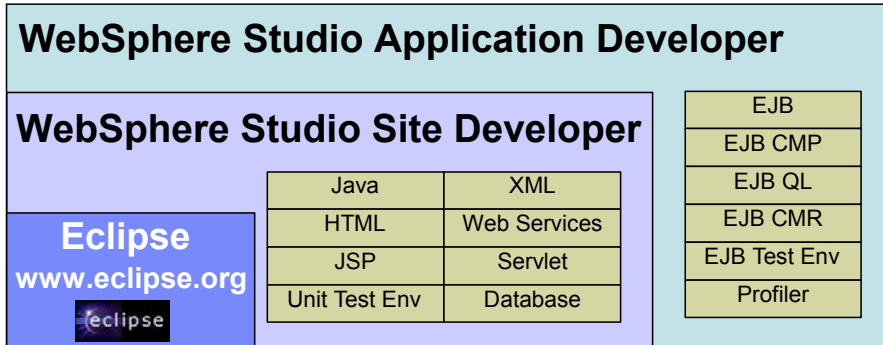 WebSphere Studio Application Developer
WebSphere Studio Site Developer
Eclipse
www.eclipse.org
eclipse
Java XML
HTML Web Services
JSP Servlet
Unit Test Env Database
EJB
EJB CMP
EJB QL
EJB CMR
EJB Test Env
Profiler